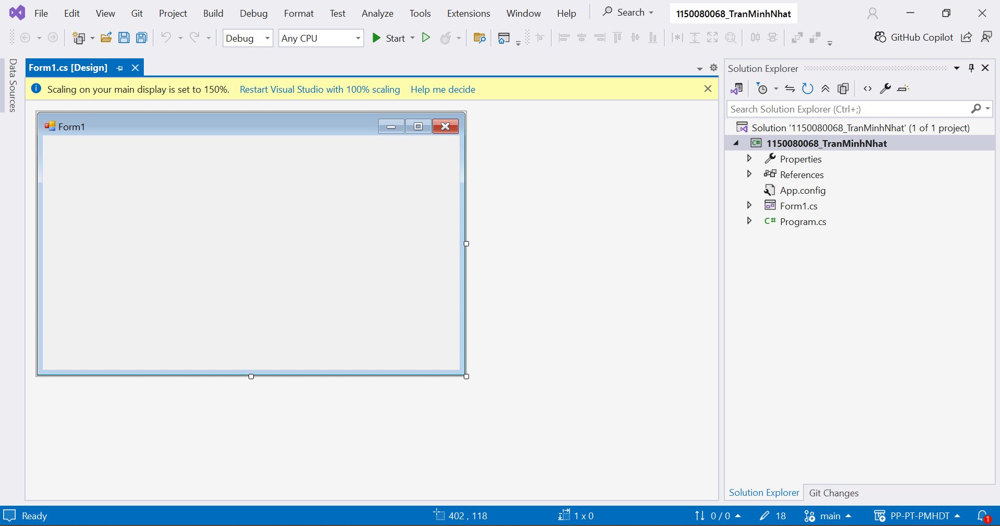 File Edit View Git Project Build Debug Format Test Analyze Tools Extensions Window Help Search 1150080068_TranMinhNhat
Debug Any CPU Start GitHub Copilot
Data Sources
Form1.cs [Design]
Scaling on your main display is set to 150%. Restart Visual Studio with 100% scaling Help me decide
Form1
Solution Explorer
Search Solution Explorer (Ctrl+;)
Solution '1150080068_TranMinhNhat' (1 of 1 project)
C# 1150080068_TranMinhNhat
Properties
References
App.config
Form1.cs
C# Program.cs
Solution Explorer Git Changes
Ready 402 , 118 1 x 0 0 / 0 18 main PP-PT-PMHDT 1